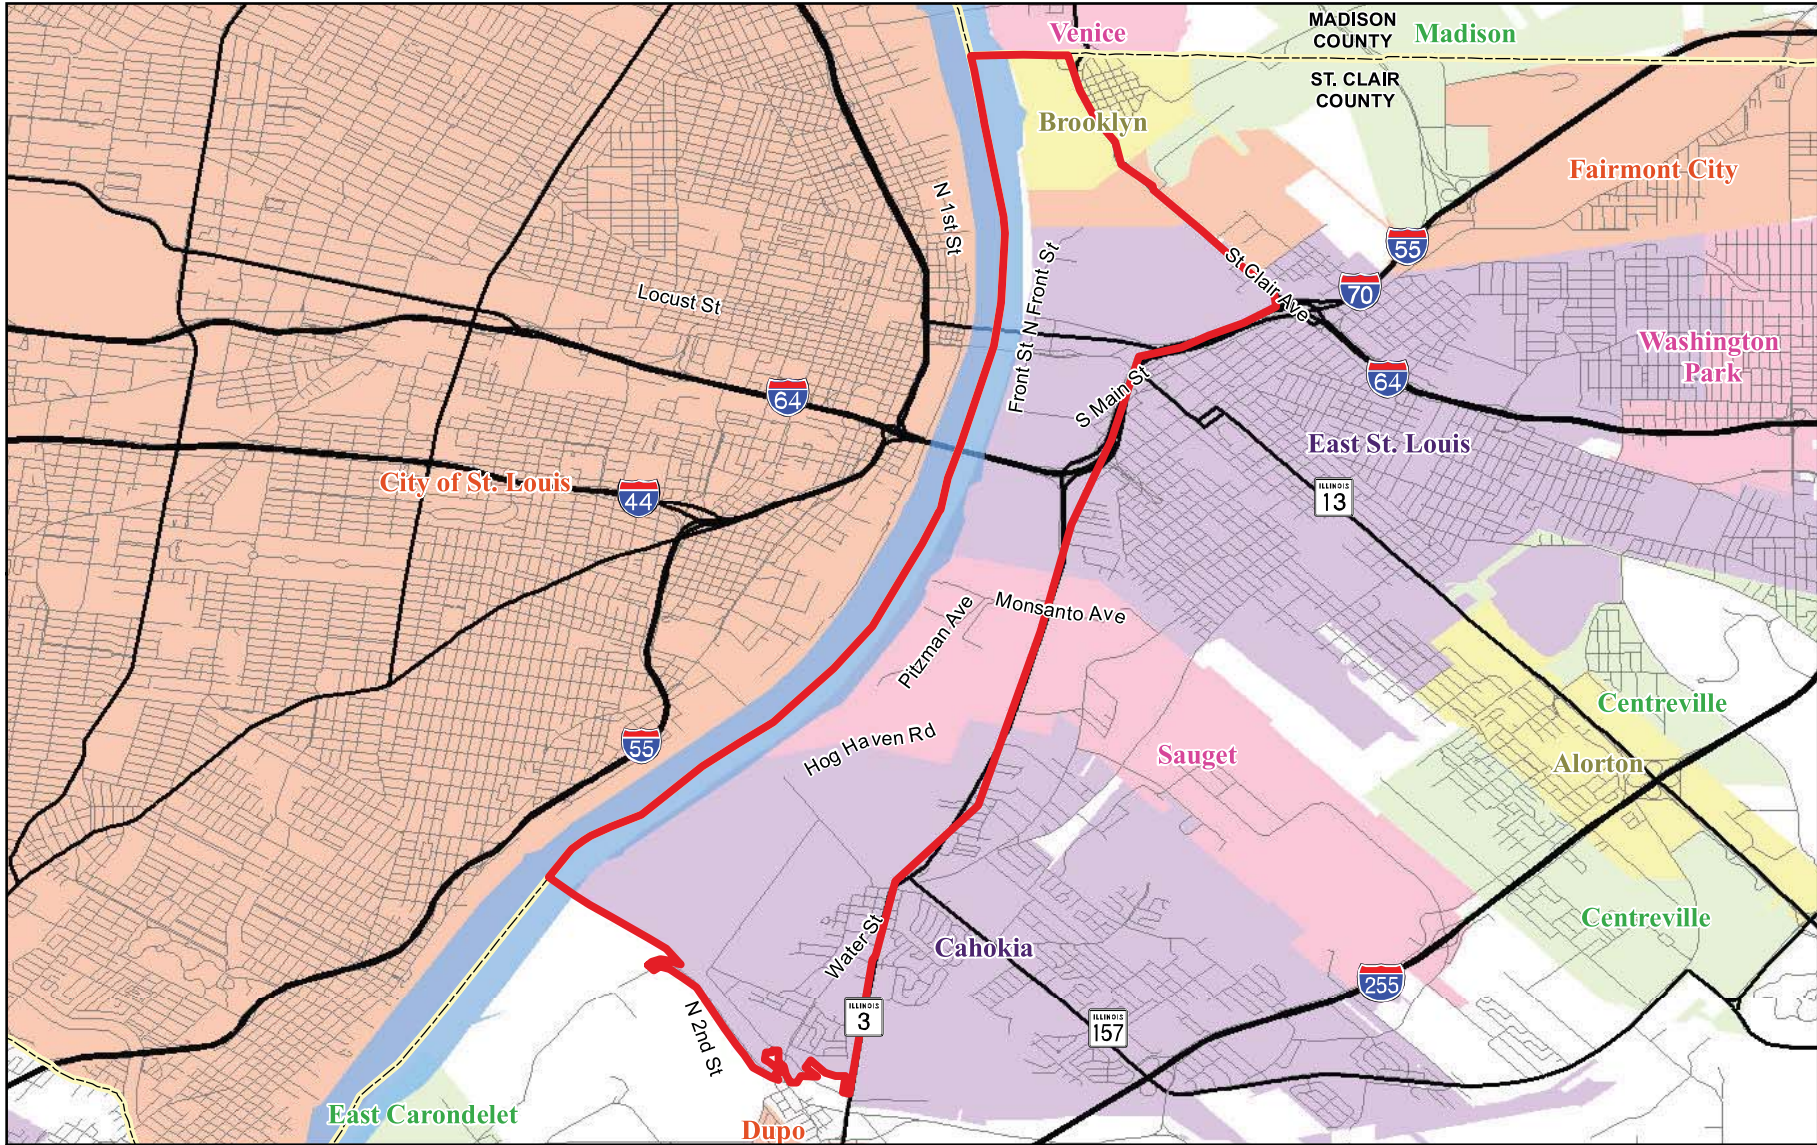 MADISON
COUNTY
Venice
Madison
ST. CLAIR
COUNTY
Brooklyn
Fairmont City
N 1st St
St Clair Ave
55
70
Locust St
N Front St
Front St
Washington
Park
64
64
S Main St
East St. Louis
City of St. Louis
44
ILLINOIS
13
Monsanto Ave
Pitzman Ave
Centreville
Hog Haven Rd
55
Sauget
Alorton
Centreville
Water St
Cahokia
255
ILLINOIS
3
ILLINOIS
157
N 2nd St
East Carondelet
Dupo